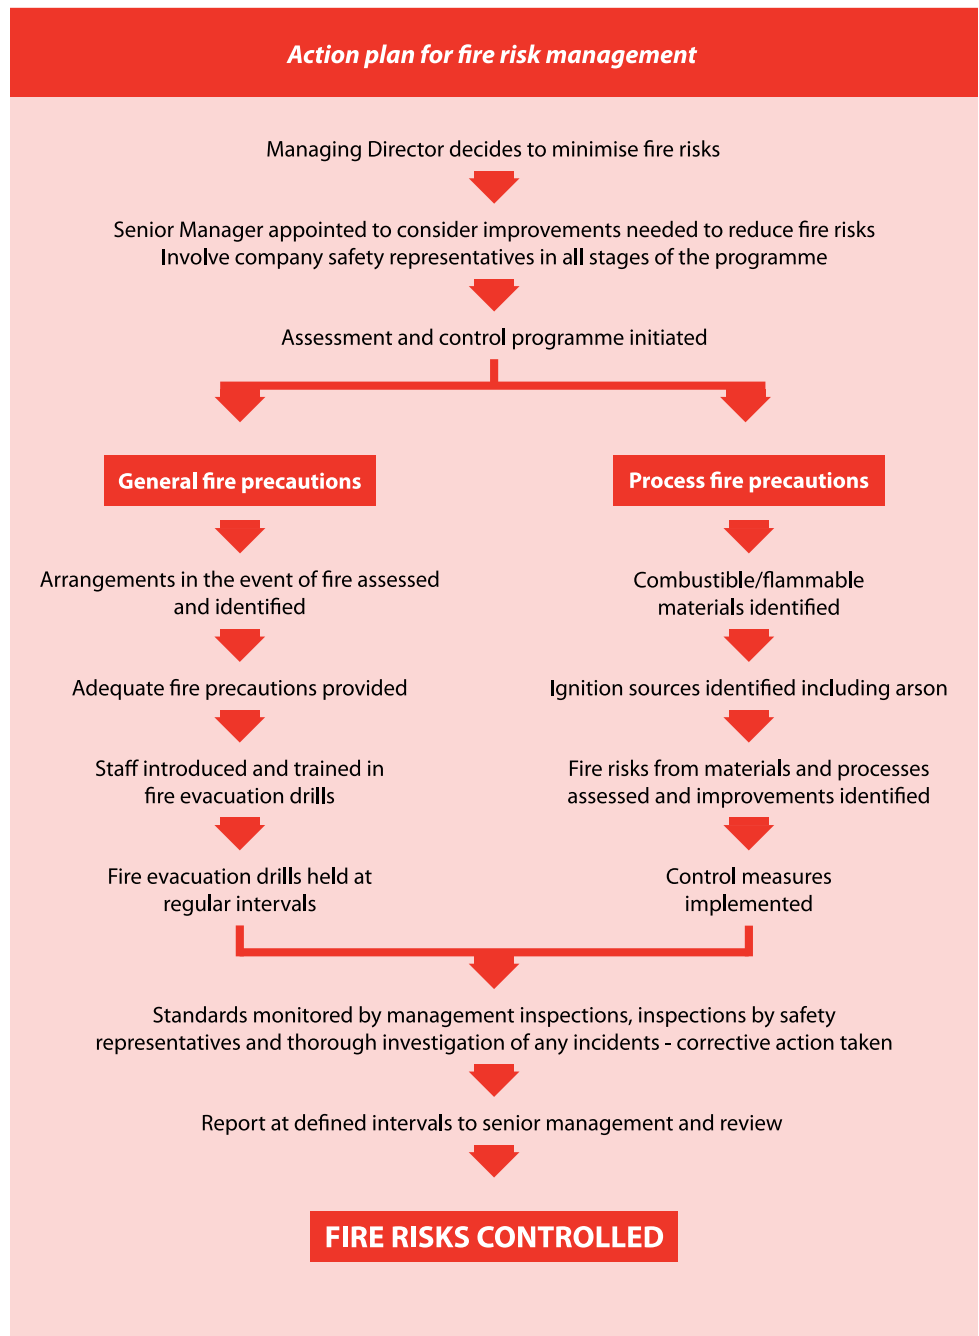 Action plan for fire risk management
Managing Director decides to minimise fire risks
Senior Manager appointed to consider improvements needed to reduce fire risks
Involve company safety representatives in all stages of the programme
Assessment and control programme initiated
General fire precautions
Arrangements in the event of fire assessed
and identified
Adequate fire precautions provided
Staff introduced and trained in
fire evacuation drills
Fire evacuation drills held at
regular intervals
Process fire precautions
Combustible/flammable
materials identified
Ignition sources identified including arson
Fire risks from materials and processes
assessed and improvements identified
Control measures
implemented
Standards monitored by management inspections, inspections by safety
representatives and thorough investigation of any incidents - corrective action taken
Report at defined intervals to senior management and review
FIRE RISKS CONTROLLED